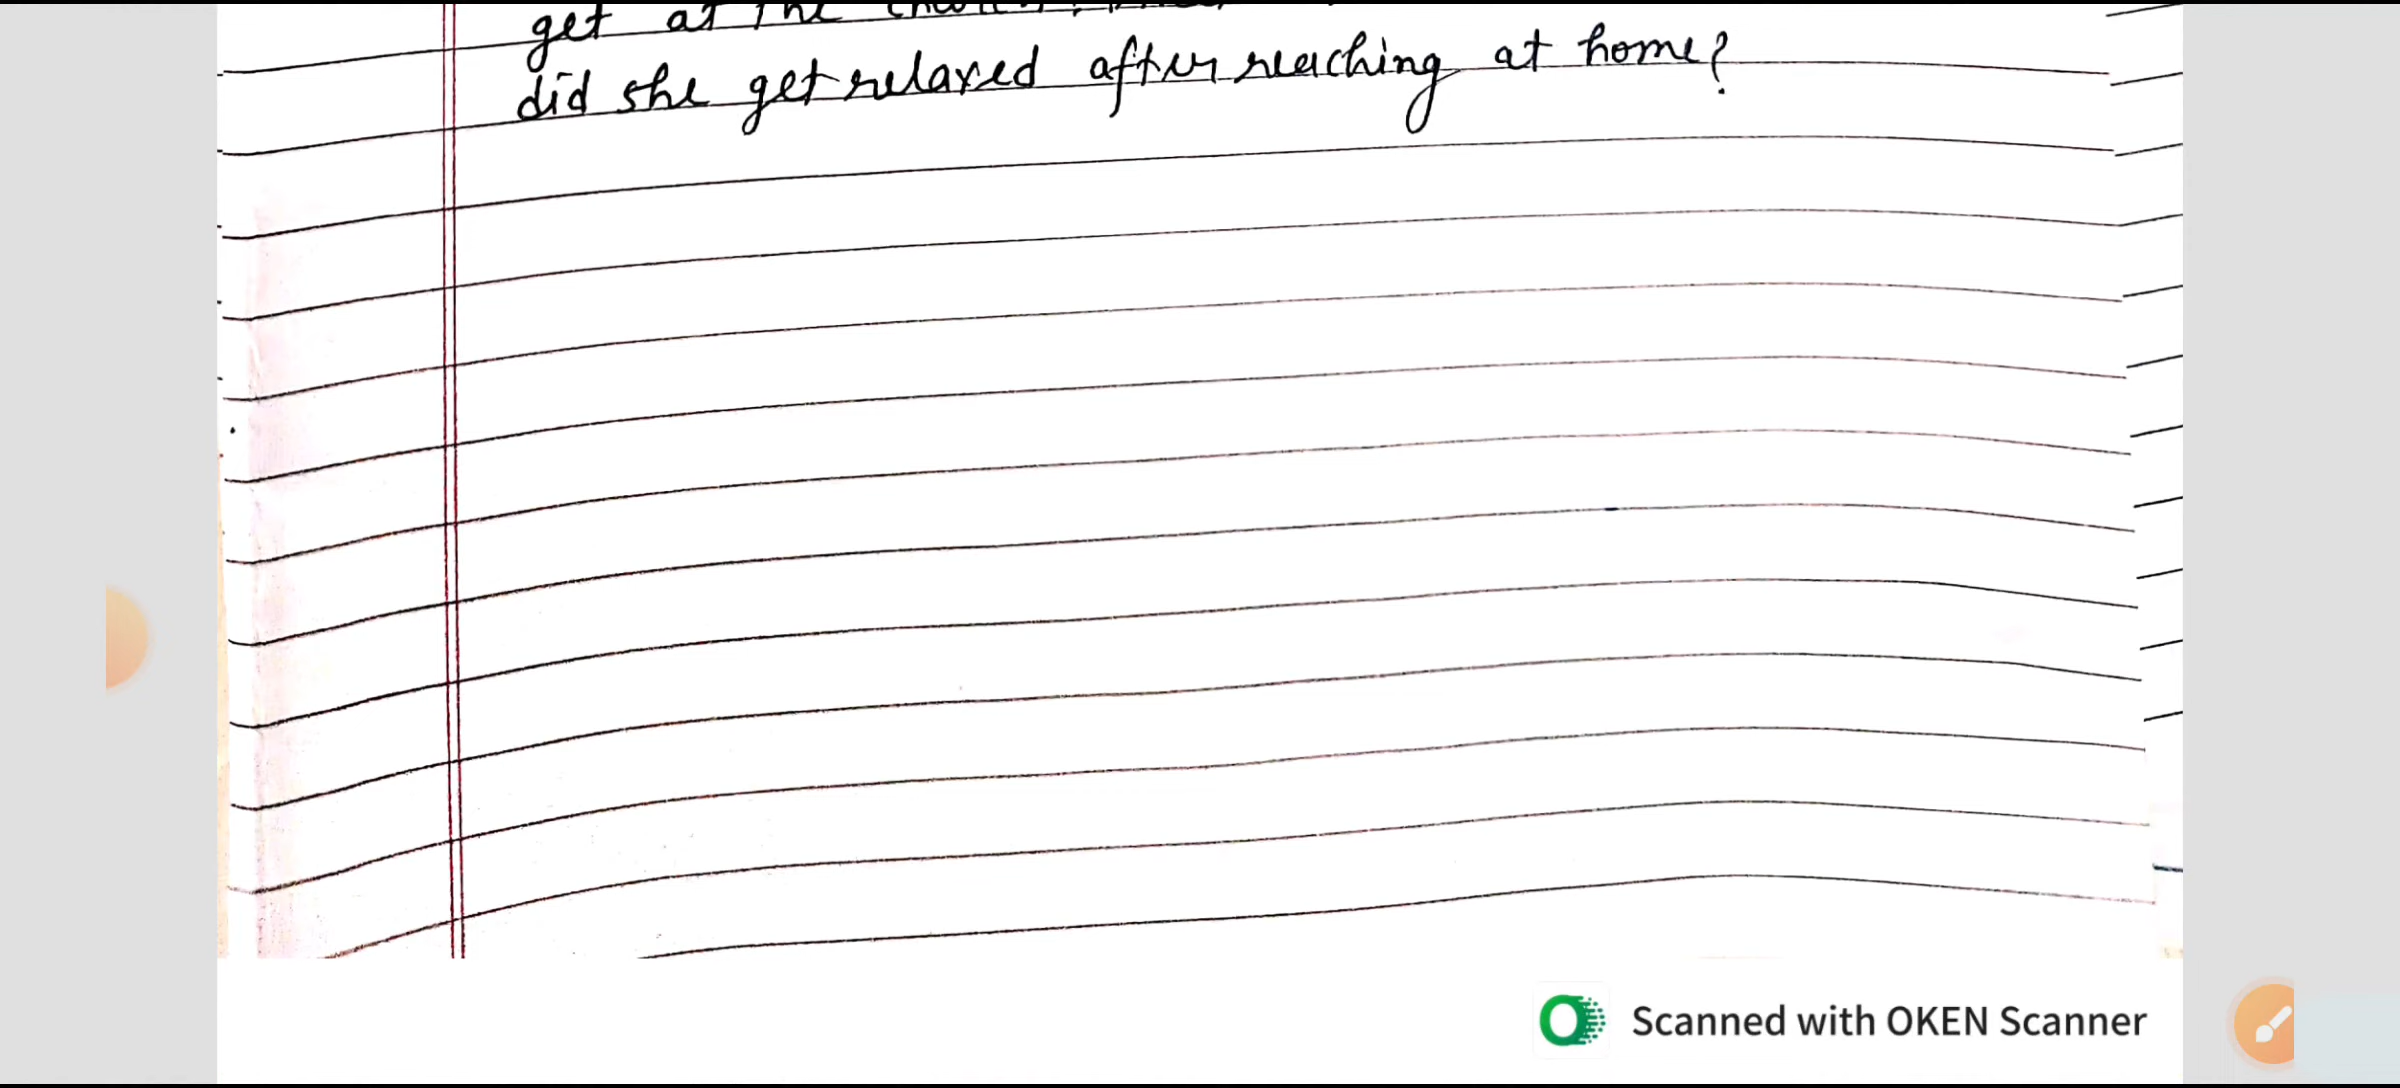 get at the
did she get relaxed after reaching at home?
Scanned with OKEN Scanner